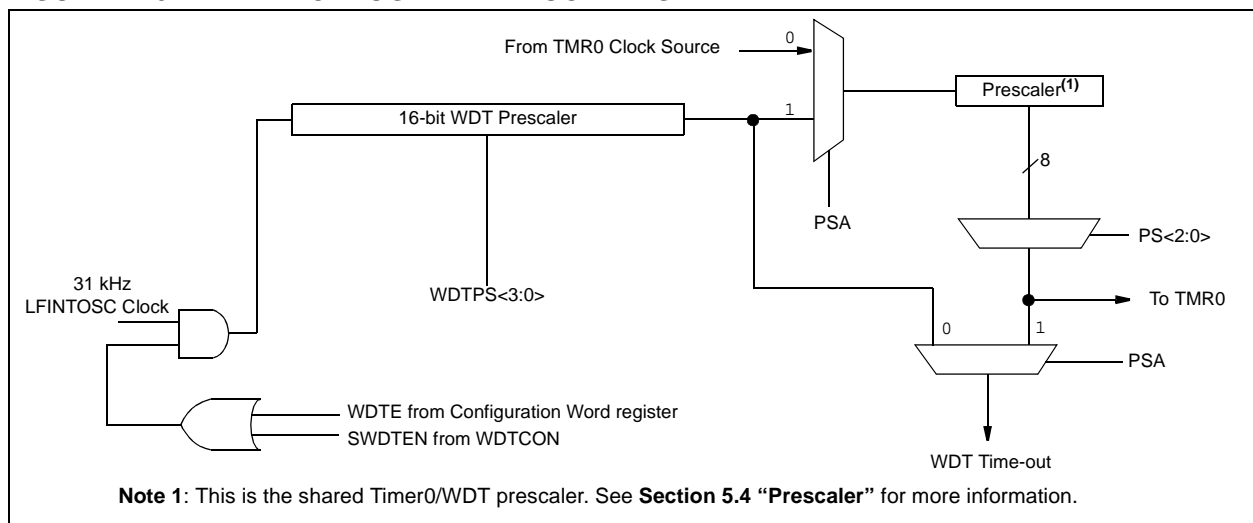 From TMR0 Clock Source
0
1
16-bit WDT Prescaler
Prescaler(1)
8
PSA
PS<2:0>
31 kHz
LFINTOSC Clock
WDTPS<3:0>
To TMR0
0
1
PSA
WDTE from Configuration Word register
SWDTEN from WDTCON
WDT Time-out
Note 1: This is the shared Timer0/WDT prescaler. See Section 5.4 “Prescaler” for more information.